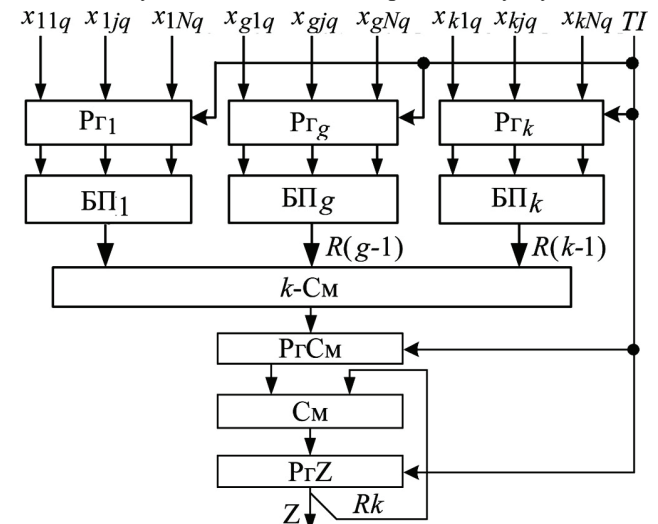 x11q x1jq x1Nq xg1q xgjq xgNq xk1q xkjq xkNq TI
Рг1 Ргg Ргk
БП1 БПg БПk
R(g-1) R(k-1)
k-См
РгСм
См
РгZ
Z Rk